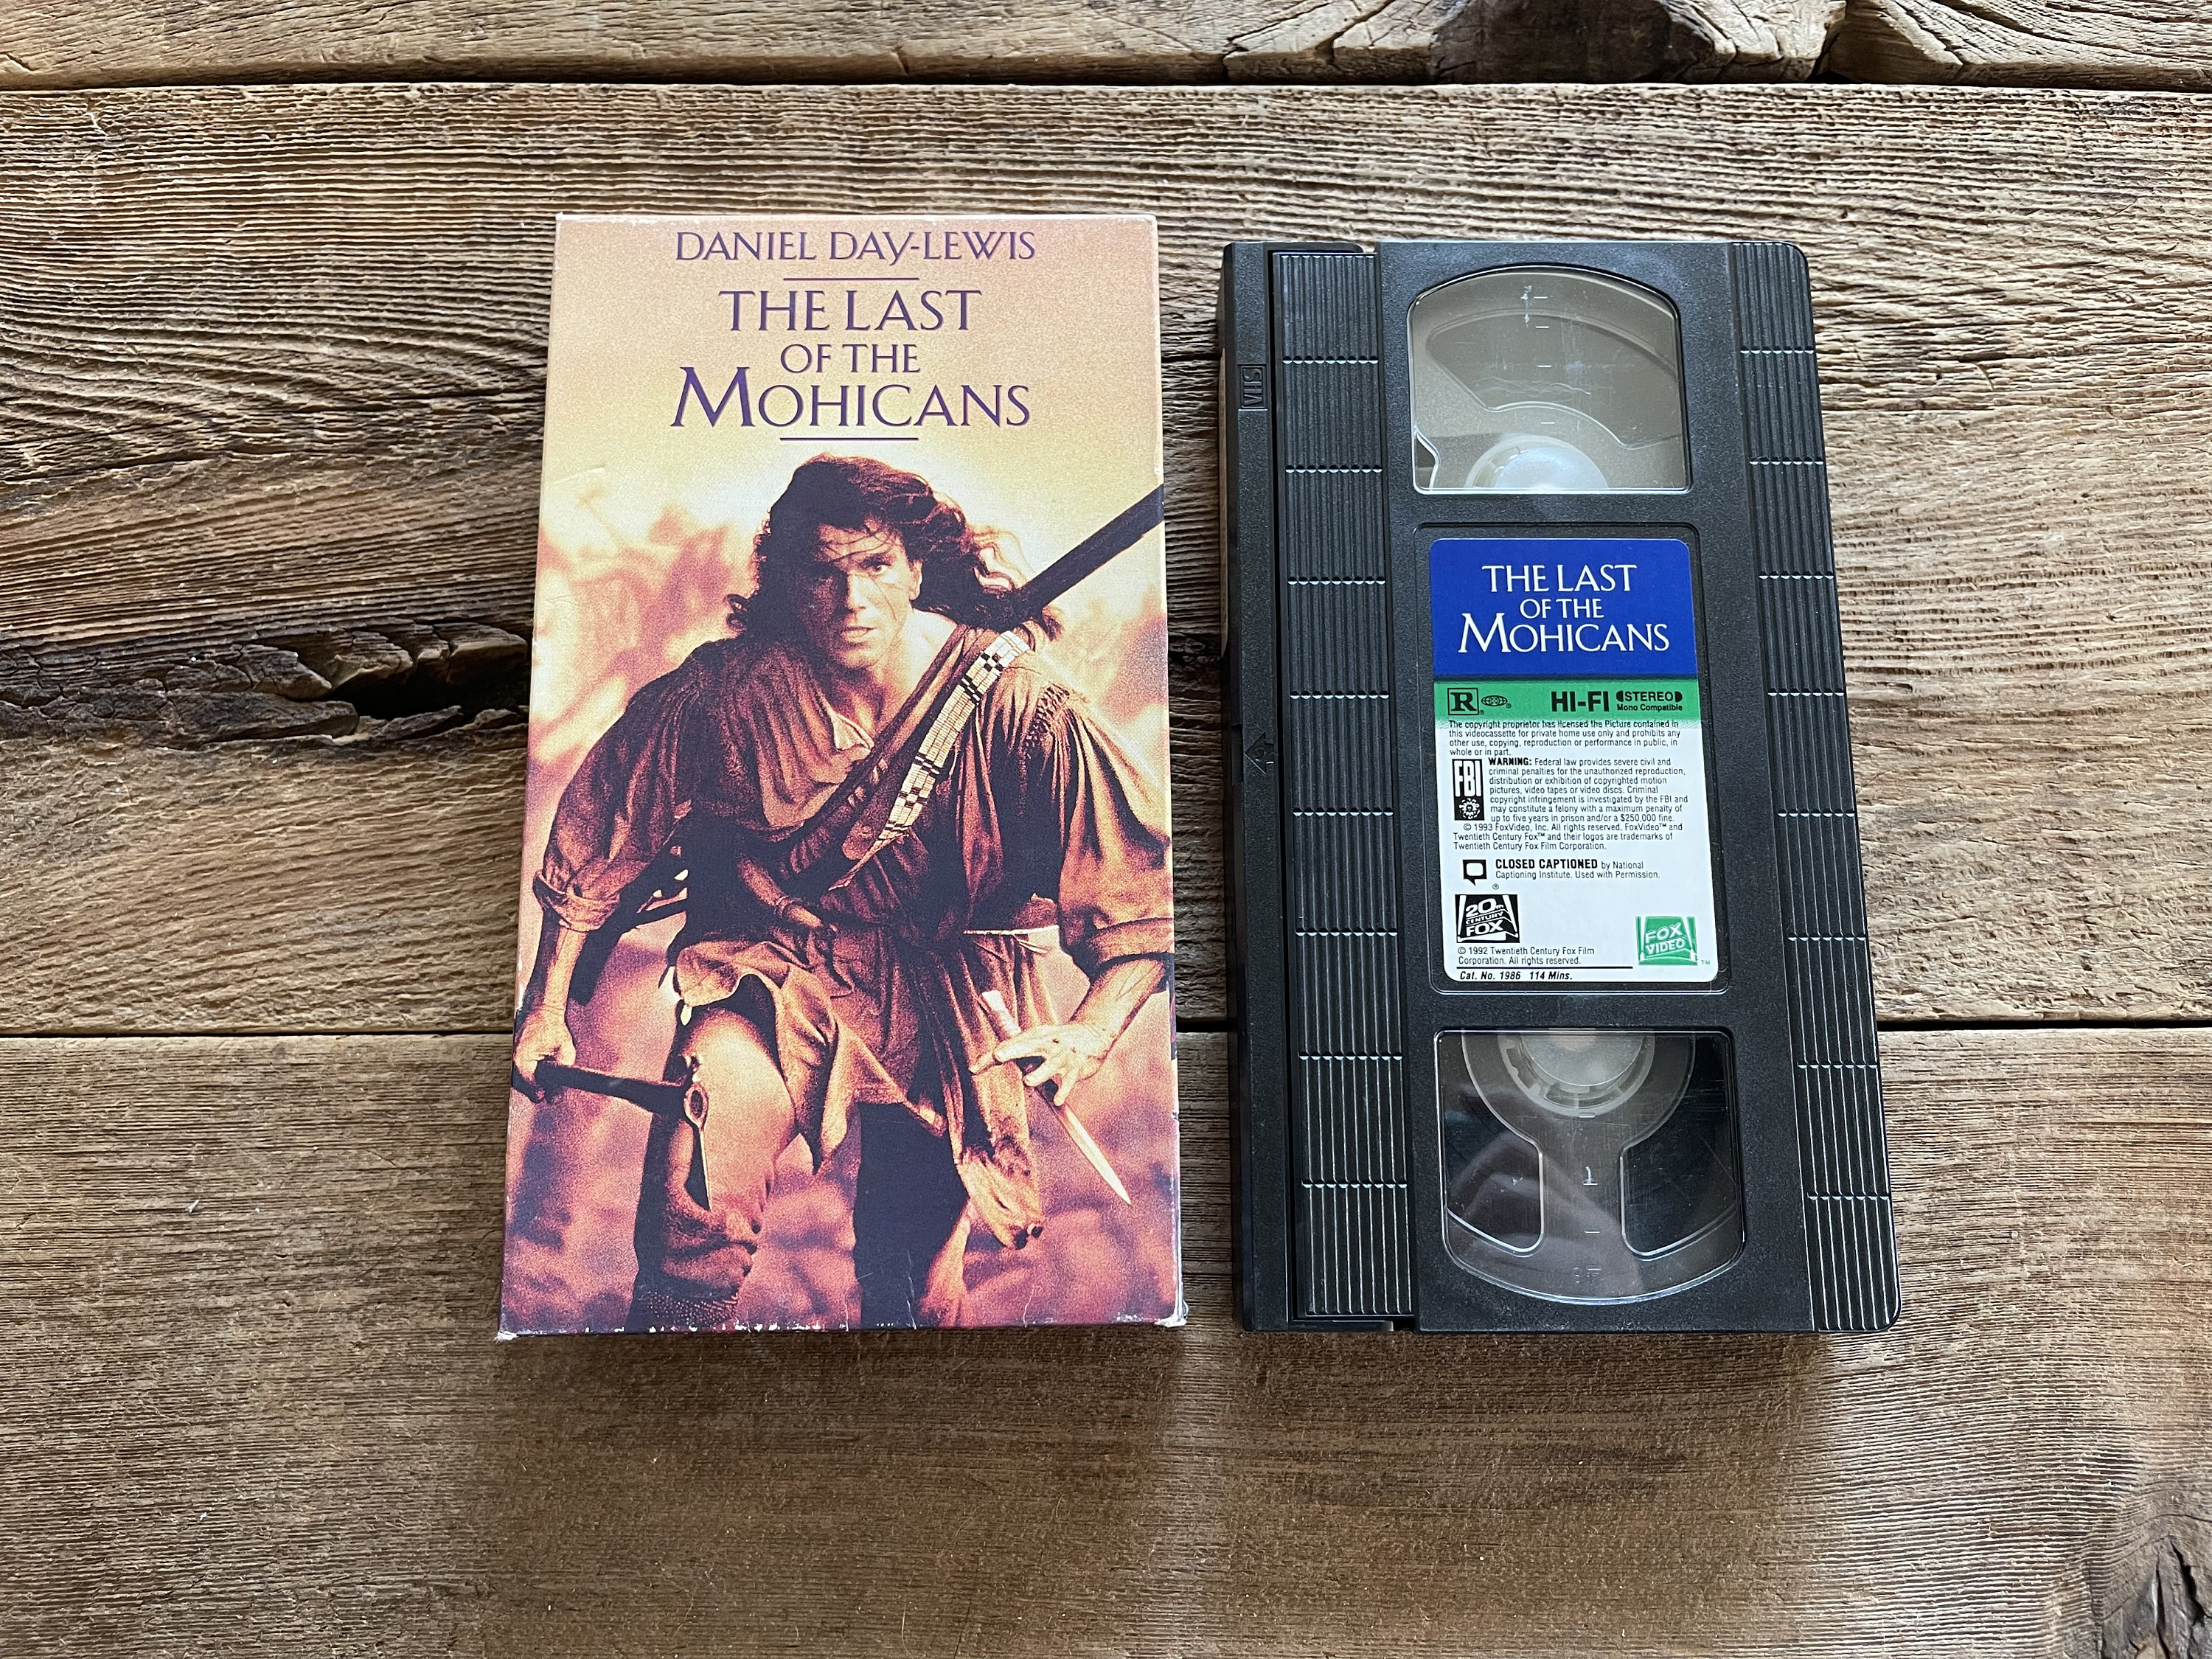 DANIEL DAY-LEWIS
THE LAST
OF THE
MOHICANS
VHS
THE LAST
OF THE
MOHICANS
R
HI-FI STEREO
Mono Compatible
The copyright proprietor has licensed the Picture contained in
this videocassette for private home use only and prohibits any
other use, copying, reproduction or performance in public, in
whole or in part.
FBI
WARNING: Federal law provides severe civil and
criminal penalties for the unauthorized reproduction,
distribution or exhibition of copyrighted motion
pictures, video tapes or video discs. Criminal
copyright infringement is investigated by the FBI and
may constitute a felony with a maximum penalty of
up to five years in prison and/or a $250,000 fine.
© 1993 FoxVideo, Inc. All rights reserved. FoxVideo™ and
Twentieth Century Fox™ and their logos are trademarks of
Twentieth Century Fox Film Corporation.
CLOSED CAPTIONED by National
Captioning Institute. Used with Permission.
®
20th
CENTURY
FOX
FOX
VIDEO
TM
© 1992 Twentieth Century Fox Film
Corporation. All rights reserved.
Cat. No. 1986 114 Mins.